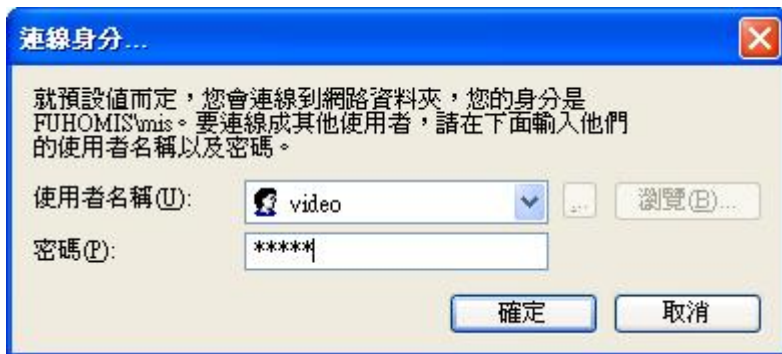 連線身分...
就預設值而定，您會連線到網路資料夾，您的身分是
FUHOMIS\mis。要連線成其他使用者，請在下面輸入他們
的使用者名稱以及密碼。
使用者名稱(U): video ... 瀏覽(B)...
密碼(P): *****
確定 取消